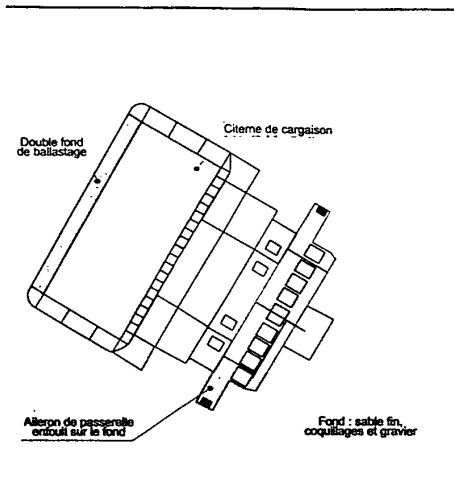 Citerne de cargaison
Double fond
de ballastage
Aileron de passerelle
enfoui sur le fond
Fond : sable fin,
coquillages et gravier